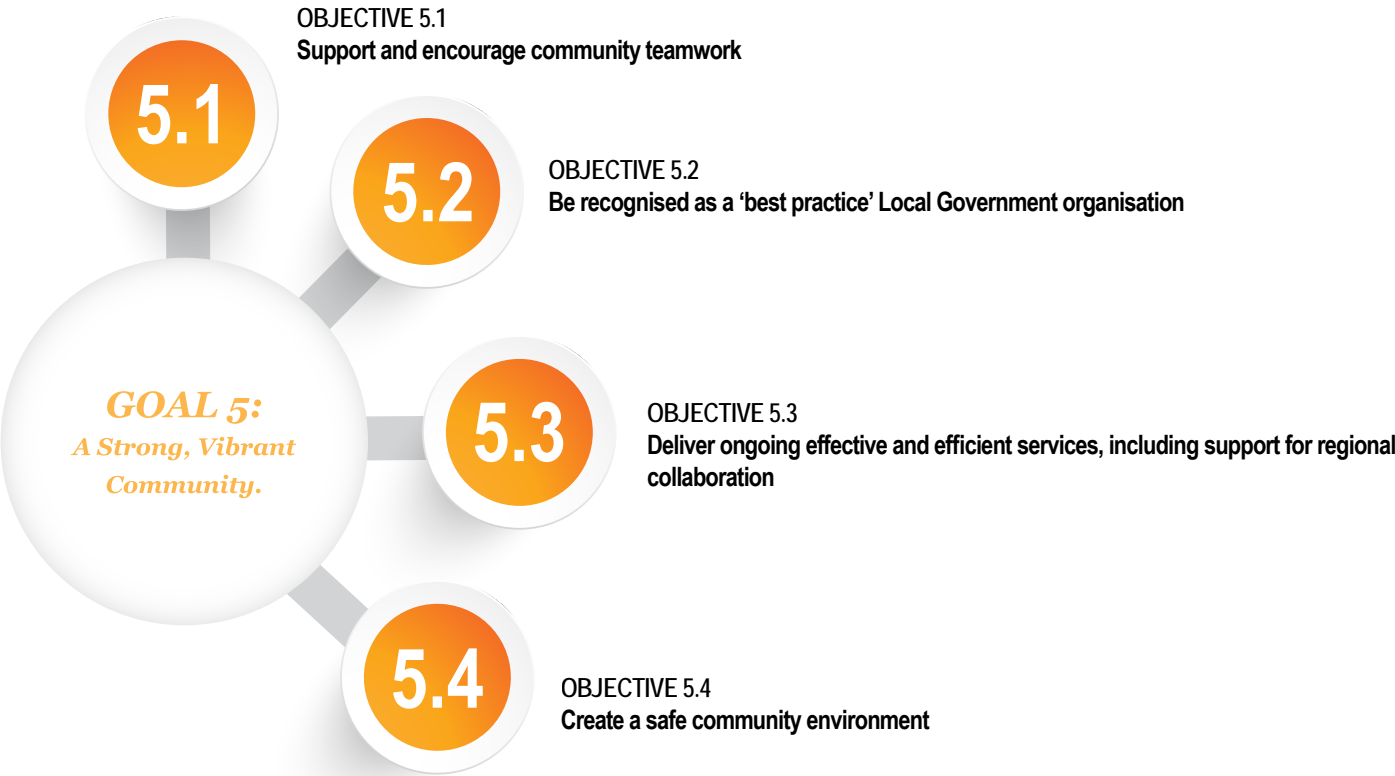 OBJECTIVE 5.1
Support and encourage community teamwork
5.1
OBJECTIVE 5.2
Be recognised as a ‘best practice’ Local Government organisation
5.2
GOAL 5:
A Strong, Vibrant
Community.
OBJECTIVE 5.3
Deliver ongoing effective and efficient services, including support for regional
collaboration
5.3
5.4
OBJECTIVE 5.4
Create a safe community environment